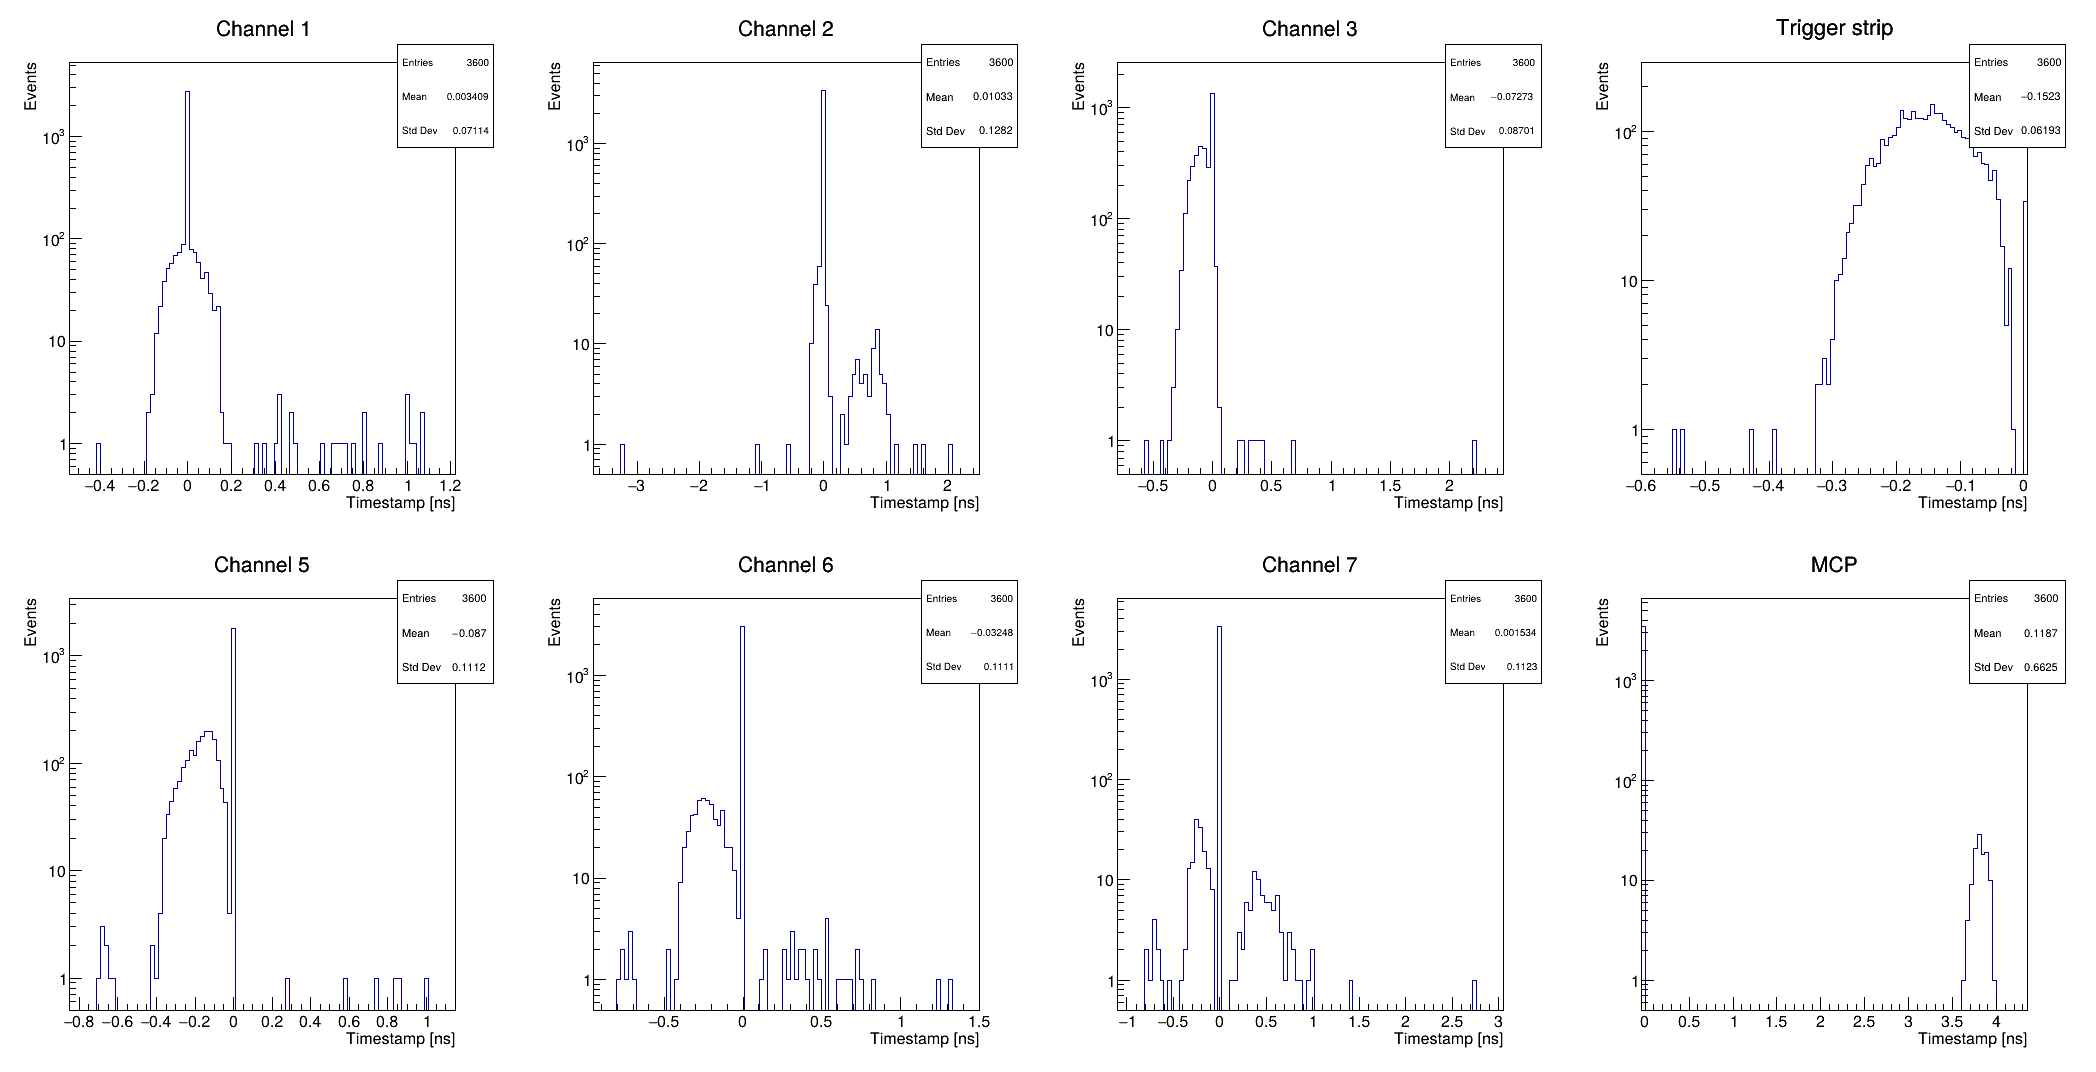 Channel 1
Events
Entries 3600
Mean 0.003409
Std Dev 0.07114
10³
10²
10
1
−0.4 −0.2 0 0.2 0.4 0.6 0.8 1 1.2
Timestamp [ns]
Channel 2
Events
Entries 3600
Mean 0.01033
Std Dev 0.1282
10³
10²
10
1
−3 −2 −1 0 1 2
Timestamp [ns]
Channel 3
Events
Entries 3600
Mean −0.07273
Std Dev 0.08701
10³
10²
10
1
−0.5 0 0.5 1 1.5 2
Timestamp [ns]
Trigger strip
Events
Entries 3600
Mean −0.1523
Std Dev 0.06193
10²
10
1
−0.6 −0.5 −0.4 −0.3 −0.2 −0.1 0
Timestamp [ns]
Channel 5
Events
Entries 3600
Mean −0.087
Std Dev 0.1112
10³
10²
10
1
−0.8 −0.6 −0.4 −0.2 0 0.2 0.4 0.6 0.8 1
Timestamp [ns]
Channel 6
Events
Entries 3600
Mean −0.03248
Std Dev 0.1111
10³
10²
10
1
−0.5 0 0.5 1 1.5
Timestamp [ns]
Channel 7
Events
Entries 3600
Mean 0.001534
Std Dev 0.1123
10³
10²
10
1
−1 −0.5 0 0.5 1 1.5 2 2.5 3
Timestamp [ns]
MCP
Events
Entries 3600
Mean 0.1187
Std Dev 0.6625
10³
10²
10
1
0 0.5 1 1.5 2 2.5 3 3.5 4
Timestamp [ns]